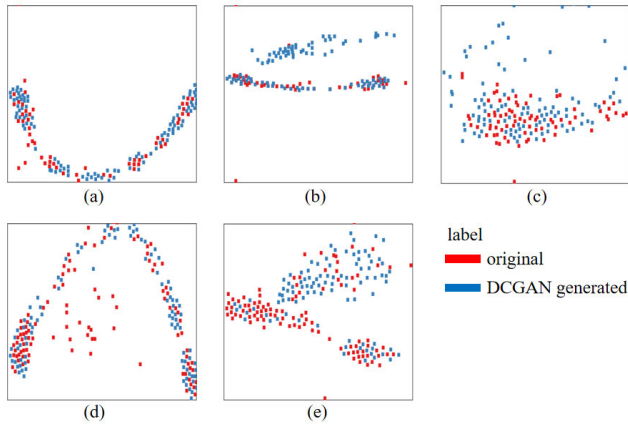 (a)
(b)
(c)
(d)
(e)
label
original
DCGAN generated